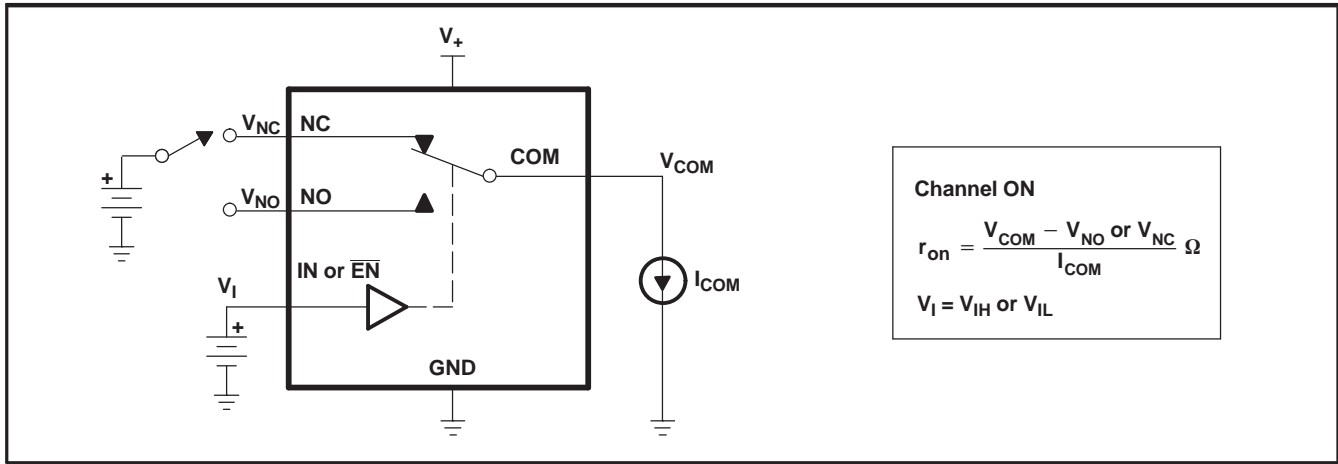 V+
VNC NC
COM
VCOM
+
VNO NO
IN or E̅N̅
VI
+
ICOM
GND
Channel ON
ron = VCOM − VNO or VNC / ICOM Ω
VI = VIH or VIL